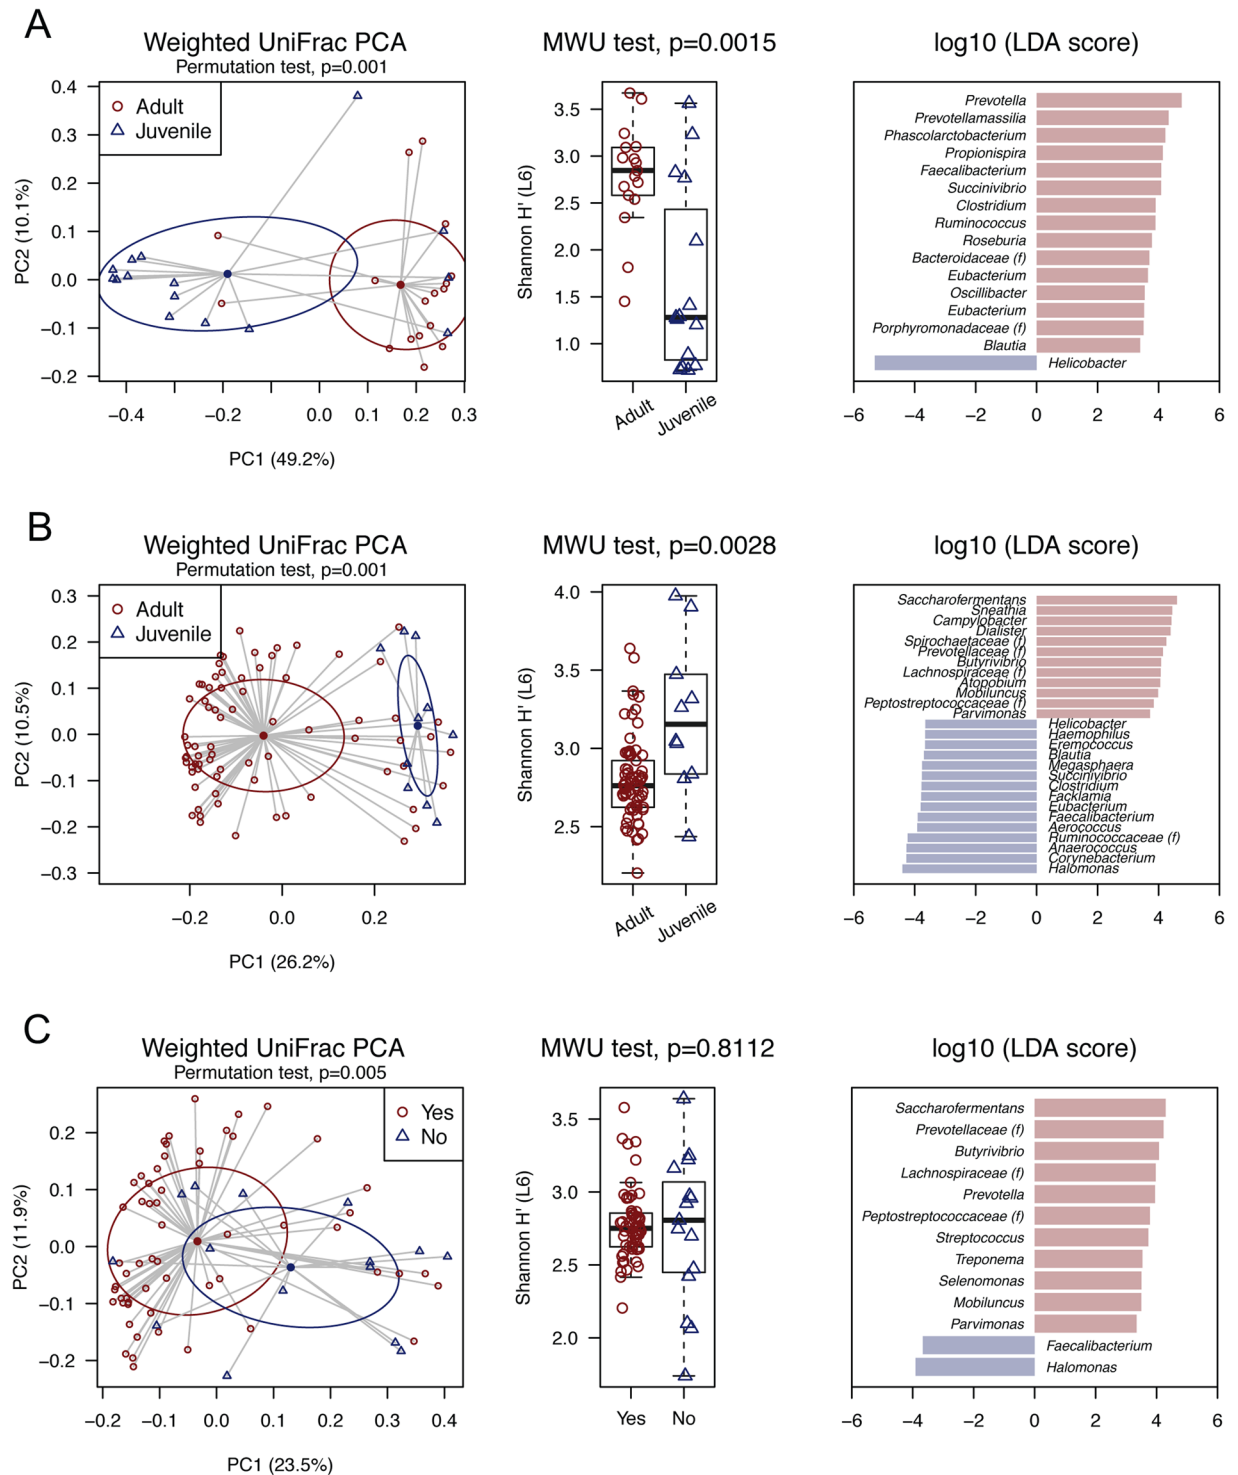 A
Weighted UniFrac PCA
Permutation test, p=0.001
Adult
Juvenile
PC2 (10.1%)
0.4
0.3
0.2
0.1
0.0
−0.1
−0.2
−0.4
−0.2
0.0
0.1
0.2
0.3
PC1 (49.2%)
MWU test, p=0.0015
Shannon H' (L6)
3.5
3.0
2.5
2.0
1.5
1.0
Adult
Juvenile
log10 (LDA score)
Prevotella
Prevotellamassilia
Phascolarctobacterium
Propionispira
Faecalibacterium
Succinivibrio
Clostridium
Ruminococcus
Roseburia
Bacteroidaceae (f)
Eubacterium
Oscillibacter
Eubacterium
Porphyromonadaceae (f)
Blautia
Helicobacter
−6
−4
−2
0
2
4
6
B
Weighted UniFrac PCA
Permutation test, p=0.001
Adult
Juvenile
PC2 (10.5%)
0.3
0.2
0.1
0.0
−0.1
−0.2
−0.3
−0.2
0.0
0.2
PC1 (26.2%)
MWU test, p=0.0028
Shannon H' (L6)
4.0
3.5
3.0
2.5
Adult
Juvenile
log10 (LDA score)
Saccharofermentans
Sneathia
Campylobacter
Dialister
Spirochaetaceae (f)
Prevotellaceae (f)
Butyrivibrio
Lachnospiraceae (f)
Atopobium
Mobiluncus
Peptostreptococcaceae (f)
Parvimonas
Helicobacter
Haemophilus
Eremococcus
Blautia
Megasphaera
Succinivibrio
Clostridium
Facklamia
Eubacterium
Faecalibacterium
Aerococcus
Ruminococcaceae (f)
Anaerococcus
Corynebacterium
Halomonas
−6
−4
−2
0
2
4
6
C
Weighted UniFrac PCA
Permutation test, p=0.005
Yes
No
PC2 (11.9%)
0.2
0.1
0.0
−0.1
−0.2
−0.2
−0.1
0.0
0.1
0.2
0.3
0.4
PC1 (23.5%)
MWU test, p=0.8112
Shannon H' (L6)
3.5
3.0
2.5
2.0
Yes
No
log10 (LDA score)
Saccharofermentans
Prevotellaceae (f)
Butyrivibrio
Lachnospiraceae (f)
Prevotella
Peptostreptococcaceae (f)
Streptococcus
Treponema
Selenomonas
Mobiluncus
Parvimonas
Faecalibacterium
Halomonas
−6
−4
−2
0
2
4
6